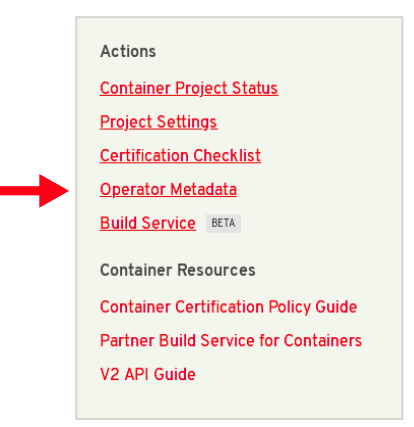 Actions
Container Project Status
Project Settings
Certification Checklist
Operator Metadata
Build Service BETA
Container Resources
Container Certification Policy Guide
Partner Build Service for Containers
V2 API Guide